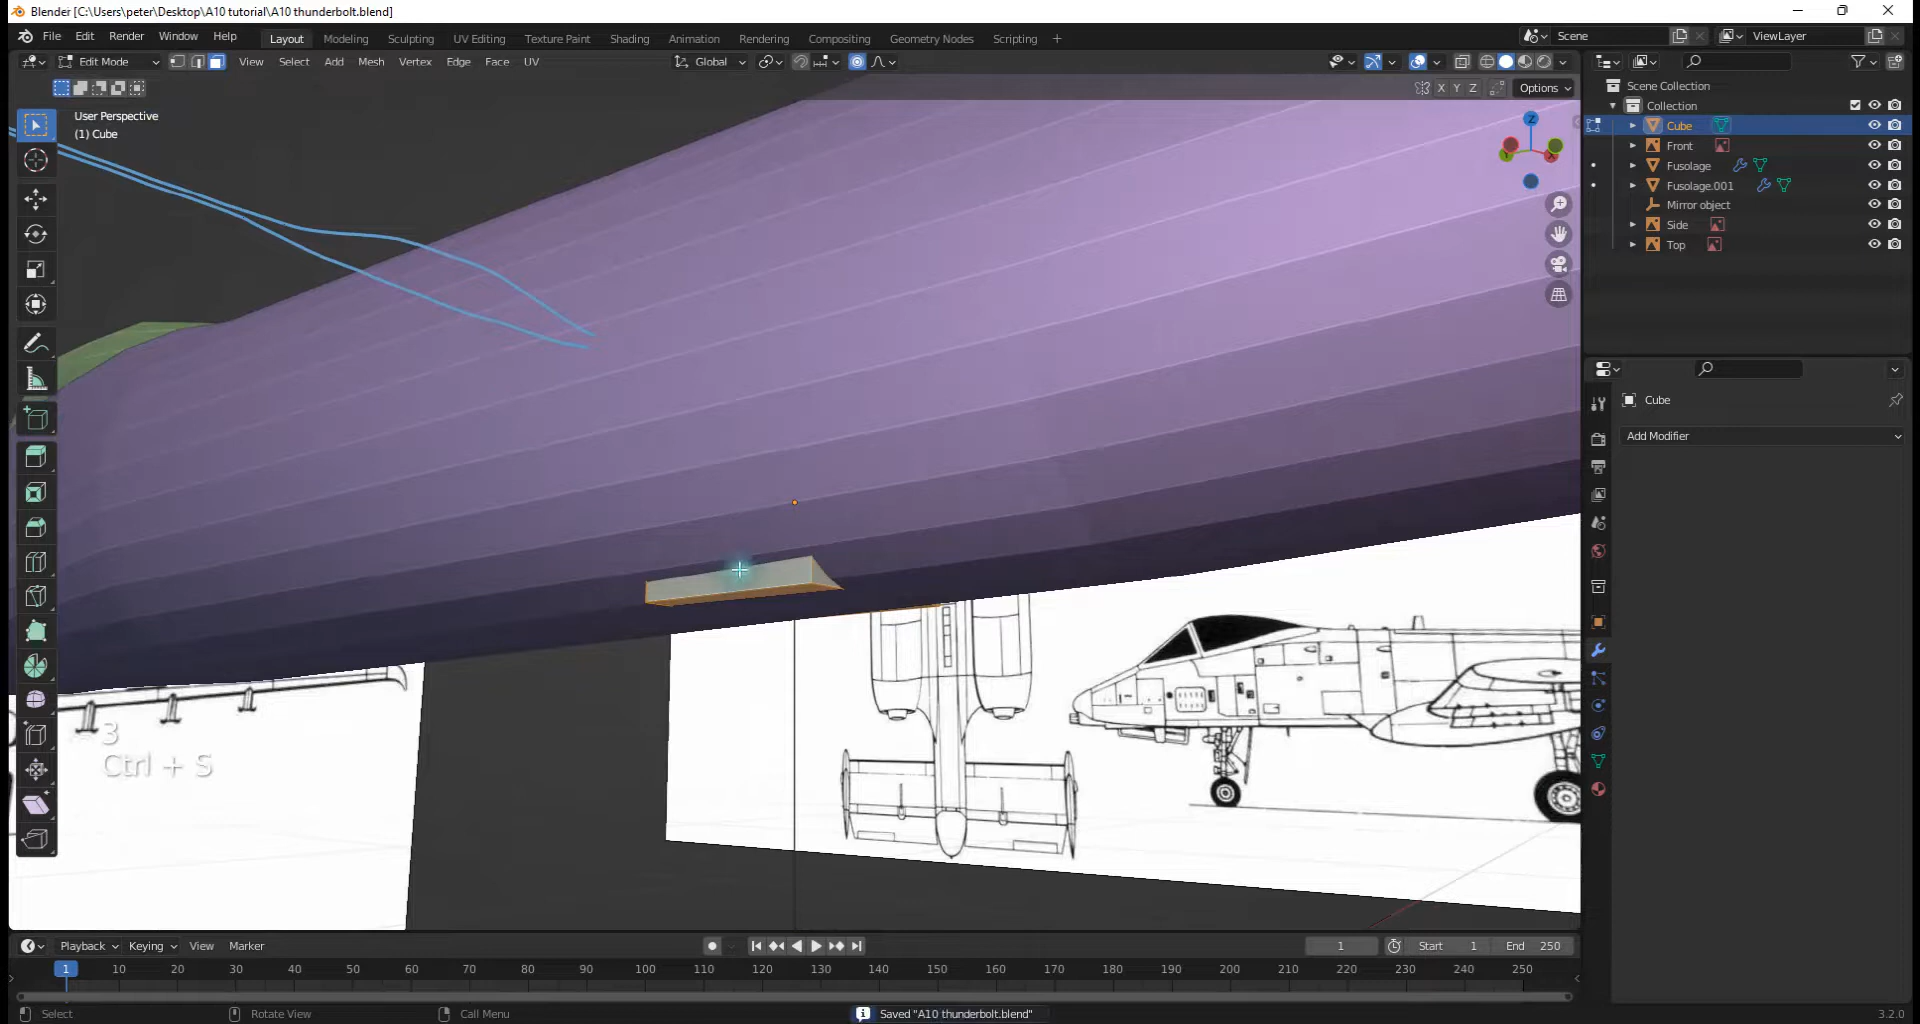 Blender [C:\Users\peter\Desktop\A10 tutorial\A10 thunderbolt.blend]
File Edit Render Window Help Layout Modeling Sculpting UV Editing Texture Paint Shading Animation Rendering Compositing Geometry Nodes Scripting + Scene ViewLayer
Edit Mode View Select Add Mesh Vertex Edge Face UV Global
X Y Z Options
User Perspective
(1) Cube
Z
Y
X
3
Ctrl + S
Scene Collection
Collection
Cube
Front
Fusolage
Fusolage.001
Mirror object
Side
Top
Cube
Add Modifier
Playback Keying View Marker 1 Start 1 End 250
1 10 20 30 40 50 60 70 80 90 100 110 120 130 140 150 160 170 180 190 200 210 220 230 240 250
Select Rotate View Call Menu Saved "A10 thunderbolt.blend" 3.2.0